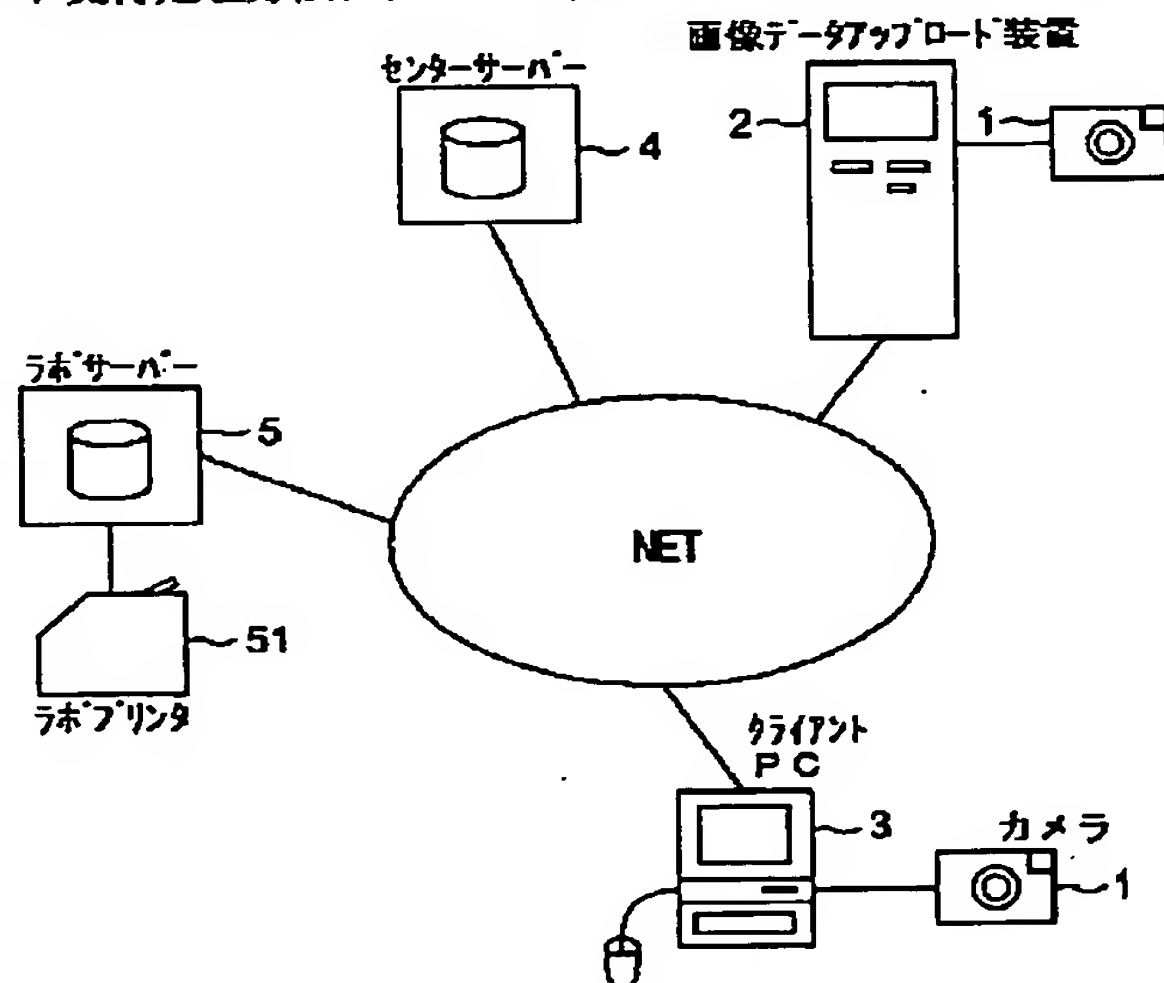 画像データアップロード装置
センターサーバー
2
1
4
ラボサーバー
5
NET
51
ラボプリンタ
クライアント
PC
3
カメラ
1